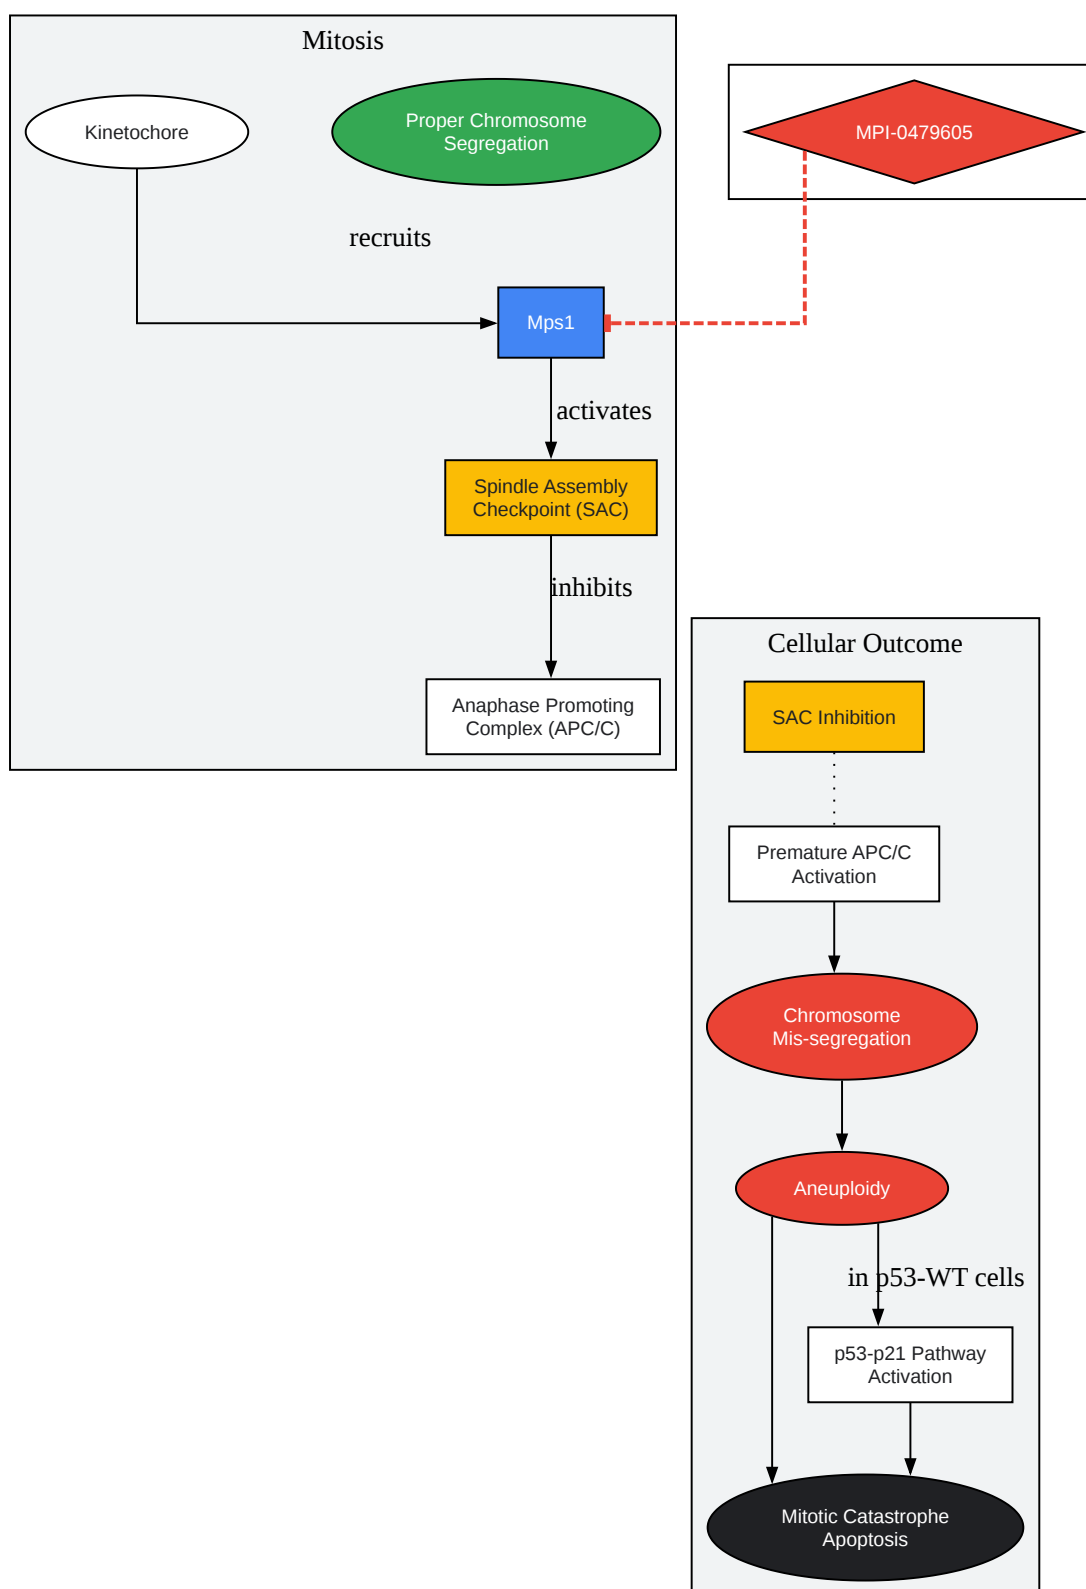 Mitosis
Kinetochore
Proper Chromosome
Segregation
MPI-0479605
recruits
Mps1
activates
Spindle Assembly
Checkpoint (SAC)
inhibits
Anaphase Promoting
Complex (APC/C)
Cellular Outcome
SAC Inhibition
Premature APC/C
Activation
Chromosome
Mis-segregation
Aneuploidy
in p53-WT cells
p53-p21 Pathway
Activation
Mitotic Catastrophe
Apoptosis